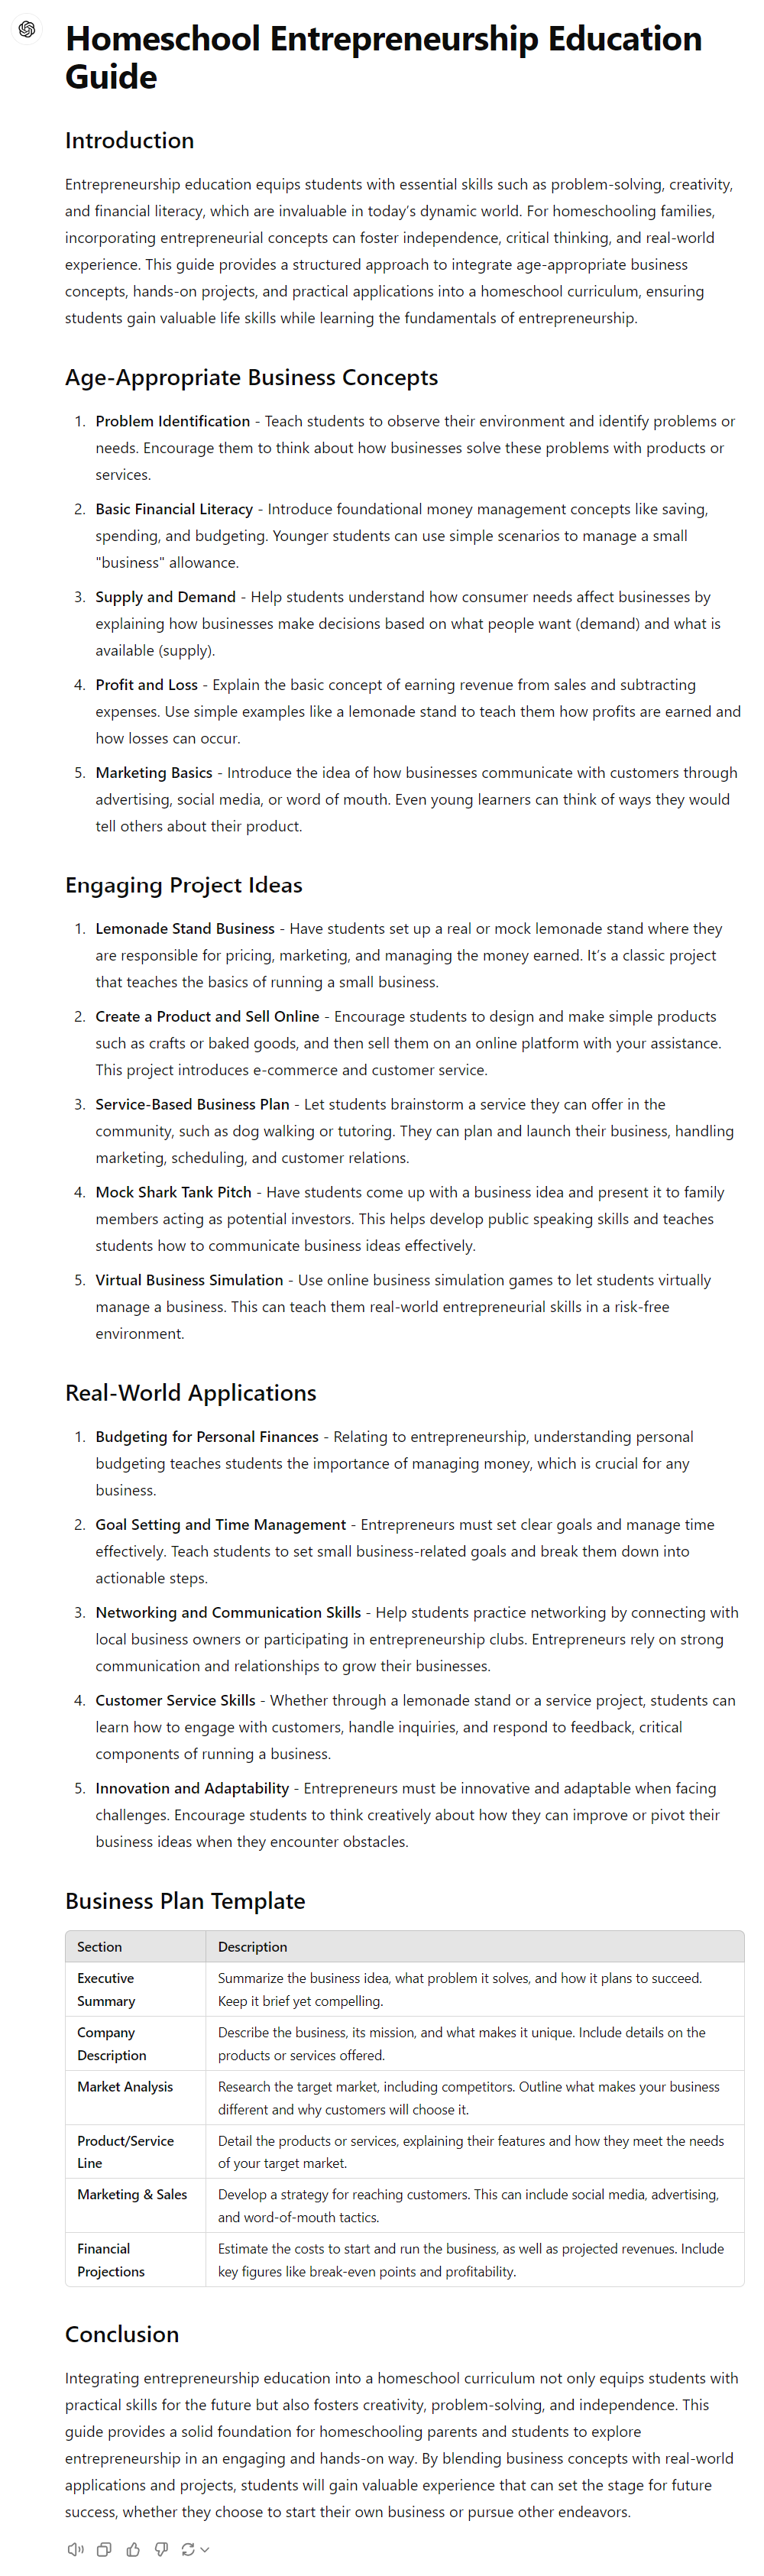 Homeschool Entrepreneurship Education
Guide
Introduction
Entrepreneurship education equips students with essential skills such as problem-solving, creativity,
and financial literacy, which are invaluable in today’s dynamic world. For homeschooling families,
incorporating entrepreneurial concepts can foster independence, critical thinking, and real-world
experience. This guide provides a structured approach to integrate age-appropriate business
concepts, hands-on projects, and practical applications into a homeschool curriculum, ensuring
students gain valuable life skills while learning the fundamentals of entrepreneurship.
Age-Appropriate Business Concepts
1. Problem Identification - Teach students to observe their environment and identify problems or
needs. Encourage them to think about how businesses solve these problems with products or
services.
2. Basic Financial Literacy - Introduce foundational money management concepts like saving,
spending, and budgeting. Younger students can use simple scenarios to manage a small
"business" allowance.
3. Supply and Demand - Help students understand how consumer needs affect businesses by
explaining how businesses make decisions based on what people want (demand) and what is
available (supply).
4. Profit and Loss - Explain the basic concept of earning revenue from sales and subtracting
expenses. Use simple examples like a lemonade stand to teach them how profits are earned and
how losses can occur.
5. Marketing Basics - Introduce the idea of how businesses communicate with customers through
advertising, social media, or word of mouth. Even young learners can think of ways they would
tell others about their product.
Engaging Project Ideas
1. Lemonade Stand Business - Have students set up a real or mock lemonade stand where they
are responsible for pricing, marketing, and managing the money earned. It’s a classic project
that teaches the basics of running a small business.
2. Create a Product and Sell Online - Encourage students to design and make simple products
such as crafts or baked goods, and then sell them on an online platform with your assistance.
This project introduces e-commerce and customer service.
3. Service-Based Business Plan - Let students brainstorm a service they can offer in the
community, such as dog walking or tutoring. They can plan and launch their business, handling
marketing, scheduling, and customer relations.
4. Mock Shark Tank Pitch - Have students come up with a business idea and present it to family
members acting as potential investors. This helps develop public speaking skills and teaches
students how to communicate business ideas effectively.
5. Virtual Business Simulation - Use online business simulation games to let students virtually
manage a business. This can teach them real-world entrepreneurial skills in a risk-free
environment.
Real-World Applications
1. Budgeting for Personal Finances - Relating to entrepreneurship, understanding personal
budgeting teaches students the importance of managing money, which is crucial for any
business.
2. Goal Setting and Time Management - Entrepreneurs must set clear goals and manage time
effectively. Teach students to set small business-related goals and break them down into
actionable steps.
3. Networking and Communication Skills - Help students practice networking by connecting with
local business owners or participating in entrepreneurship clubs. Entrepreneurs rely on strong
communication and relationships to grow their businesses.
4. Customer Service Skills - Whether through a lemonade stand or a service project, students can
learn how to engage with customers, handle inquiries, and respond to feedback, critical
components of running a business.
5. Innovation and Adaptability - Entrepreneurs must be innovative and adaptable when facing
challenges. Encourage students to think creatively about how they can improve or pivot their
business ideas when they encounter obstacles.
Business Plan Template
Section Description
Executive
Summary
Summarize the business idea, what problem it solves, and how it plans to succeed.
Keep it brief yet compelling.
Company
Description
Describe the business, its mission, and what makes it unique. Include details on the
products or services offered.
Market Analysis
Research the target market, including competitors. Outline what makes your business
different and why customers will choose it.
Product/Service
Line
Detail the products or services, explaining their features and how they meet the needs
of your target market.
Marketing & Sales
Develop a strategy for reaching customers. This can include social media, advertising,
and word-of-mouth tactics.
Financial
Projections
Estimate the costs to start and run the business, as well as projected revenues. Include
key figures like break-even points and profitability.
Conclusion
Integrating entrepreneurship education into a homeschool curriculum not only equips students with
practical skills for the future but also fosters creativity, problem-solving, and independence. This
guide provides a solid foundation for homeschooling parents and students to explore
entrepreneurship in an engaging and hands-on way. By blending business concepts with real-world
applications and projects, students will gain valuable experience that can set the stage for future
success, whether they choose to start their own business or pursue other endeavors.